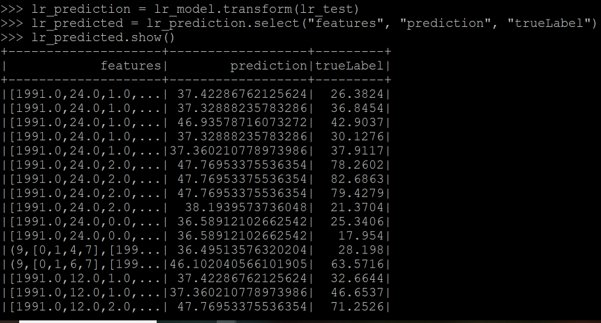 >>> lr_prediction = lr_model.transform(lr_test)
>>> lr_predicted = lr_prediction.select("features", "prediction", "trueLabel")
>>> lr_predicted.show()
+--------------------+------------------+---------+
|            features|        prediction|trueLabel|
+--------------------+------------------+---------+
|[1991.0,24.0,1.0,...| 37.42286762125624|  26.3824|
|[1991.0,24.0,1.0,...| 37.32888235783286|  36.8454|
|[1991.0,24.0,1.0,...| 46.93578716073272|  42.9037|
|[1991.0,24.0,1.0,...| 37.32888235783286|  30.1276|
|[1991.0,24.0,1.0,...|37.360210778973986|  37.9117|
|[1991.0,24.0,2.0,...| 47.76953375536354|  78.2602|
|[1991.0,24.0,2.0,...| 47.76953375536354|  82.6863|
|[1991.0,24.0,2.0,...| 47.76953375536354|  79.4279|
|[1991.0,24.0,2.0,...|  38.1939573736048|  21.3704|
|[1991.0,24.0,0.0,...| 36.58912102662542|  25.3406|
|[1991.0,24.0,0.0,...| 36.58912102662542|   17.954|
|(9,[0,1,4,7],[199...| 36.49513576320204|   28.198|
|(9,[0,1,6,7],[199...|46.102040566101905|  63.5716|
|[1991.0,12.0,1.0,...| 37.42286762125624|  32.6644|
|[1991.0,12.0,1.0,...|37.360210778973986|  46.6537|
|[1991.0,12.0,2.0,...| 47.76953375536354|  71.2526|